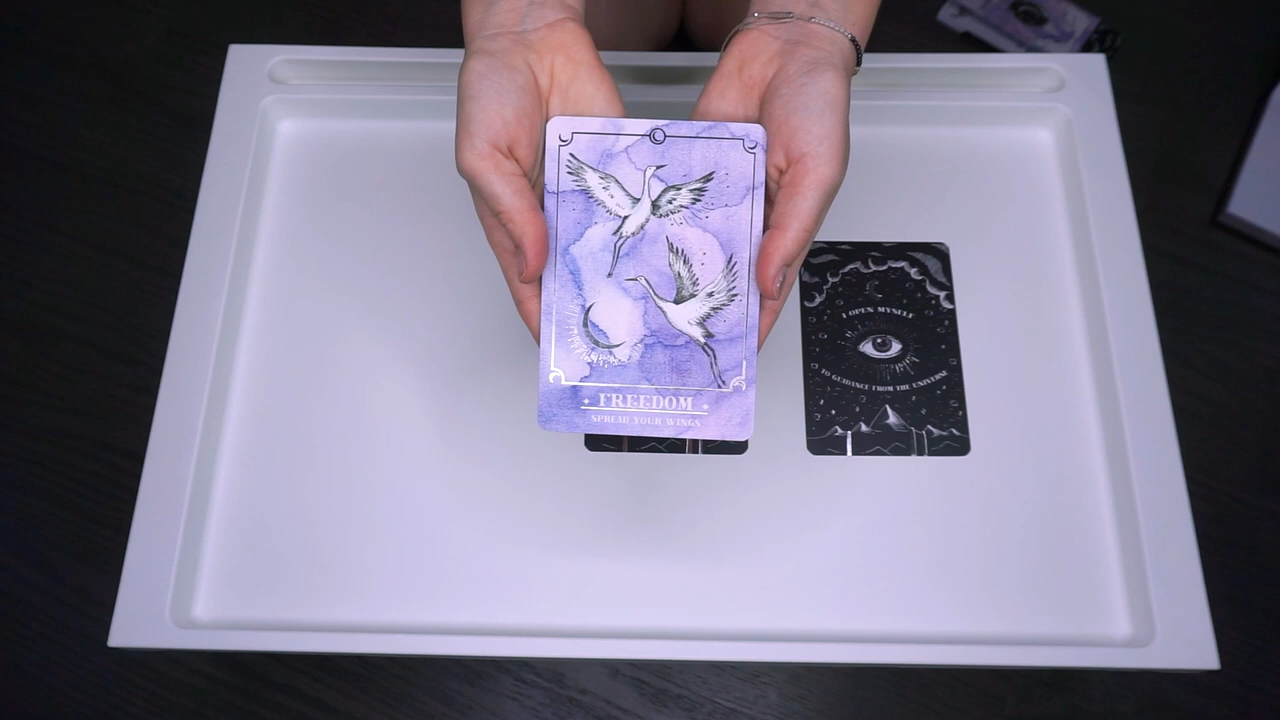 FREEDOM
SPREAD YOUR WINGS
I OPEN MYSELF
TO GUIDANCE FROM THE UNIVERSE